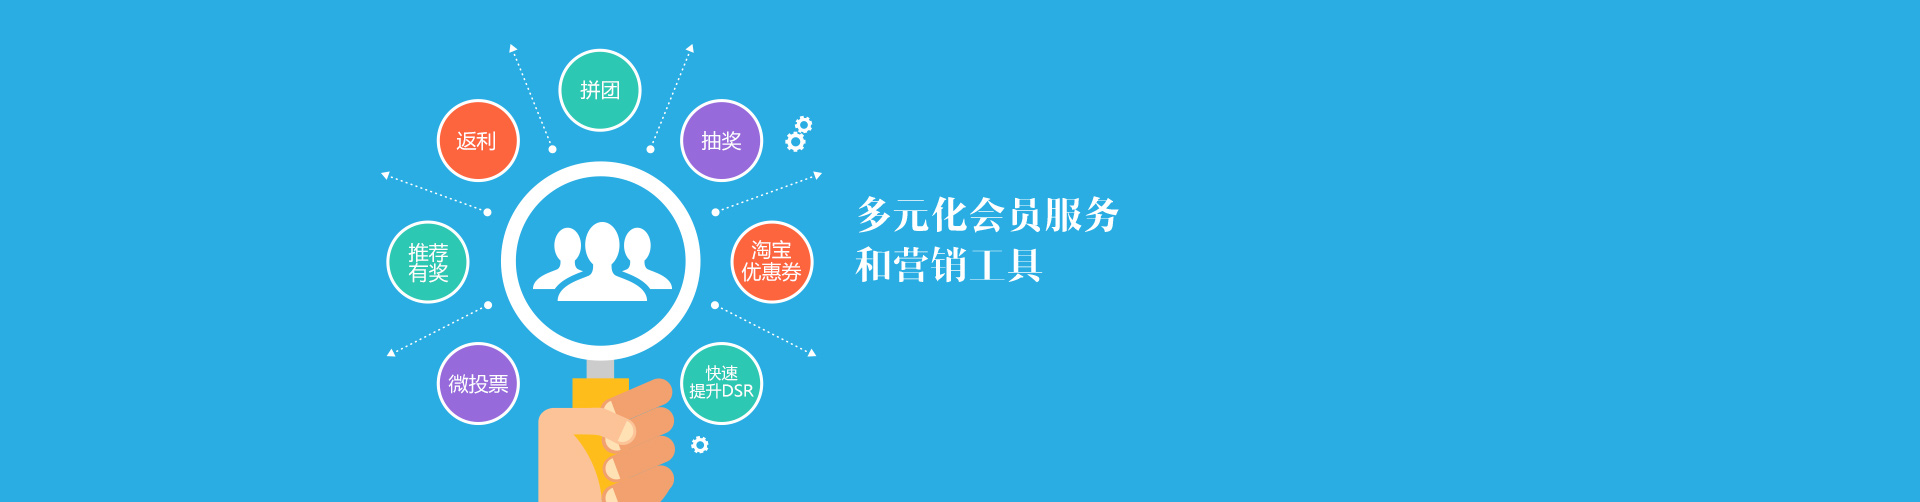 拼团
返利
抽奖
多元化会员服务
和营销工具
推荐
有奖
淘宝
优惠券
微投票
快速
提升DSR